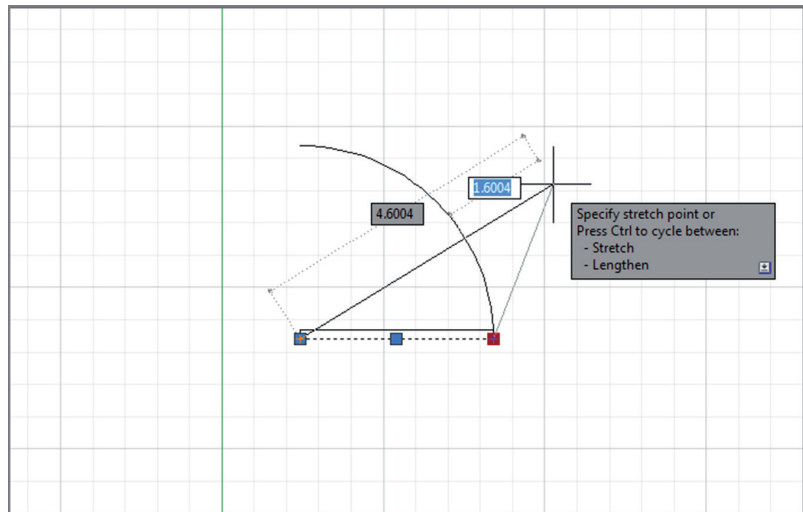 1.6004
4.6004
Specify stretch point or
Press Ctrl to cycle between:
- Stretch
- Lengthen